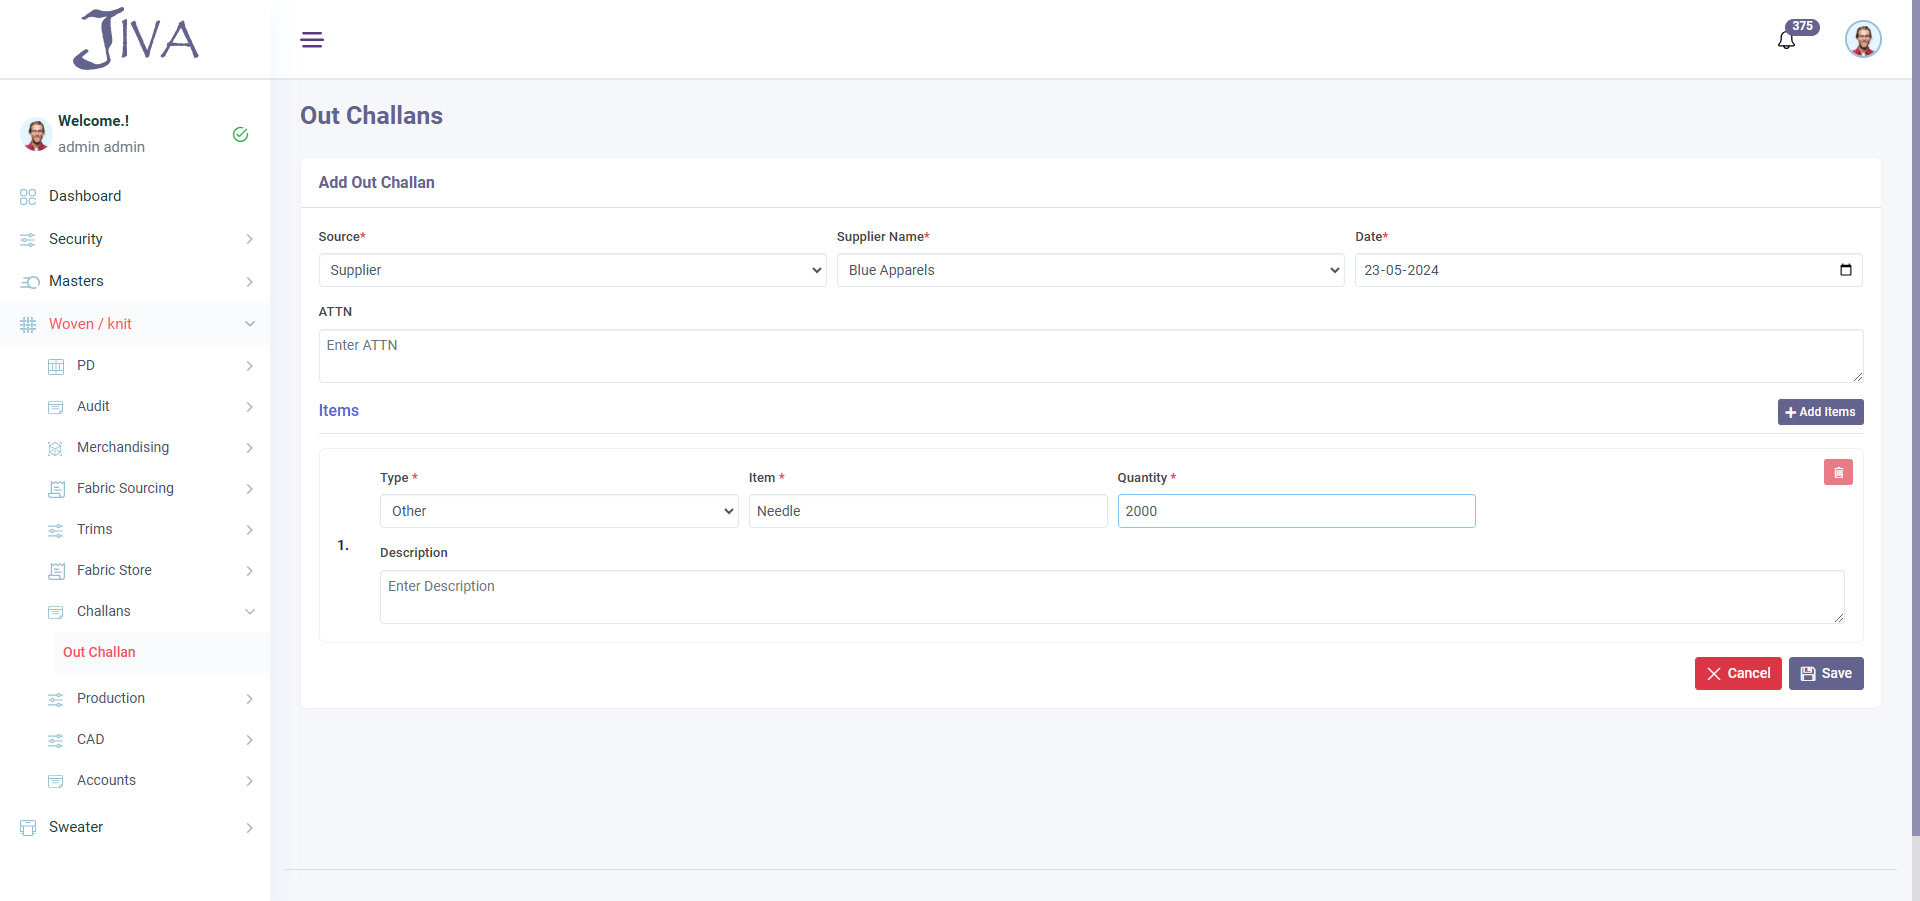 JIVA
375
Welcome.!
admin admin
Dashboard
Security
Masters
Woven / knit
PD
Audit
Merchandising
Fabric Sourcing
Trims
Fabric Store
Challans
Out Challan
Production
CAD
Accounts
Sweater
Out Challans
Add Out Challan
Source* Supplier Name* Date*
Supplier Blue Apparels 23-05-2024
ATTN
Enter ATTN
Items Add Items
Type * Item * Quantity *
Other Needle 2000
1.
Description
Enter Description
Cancel Save